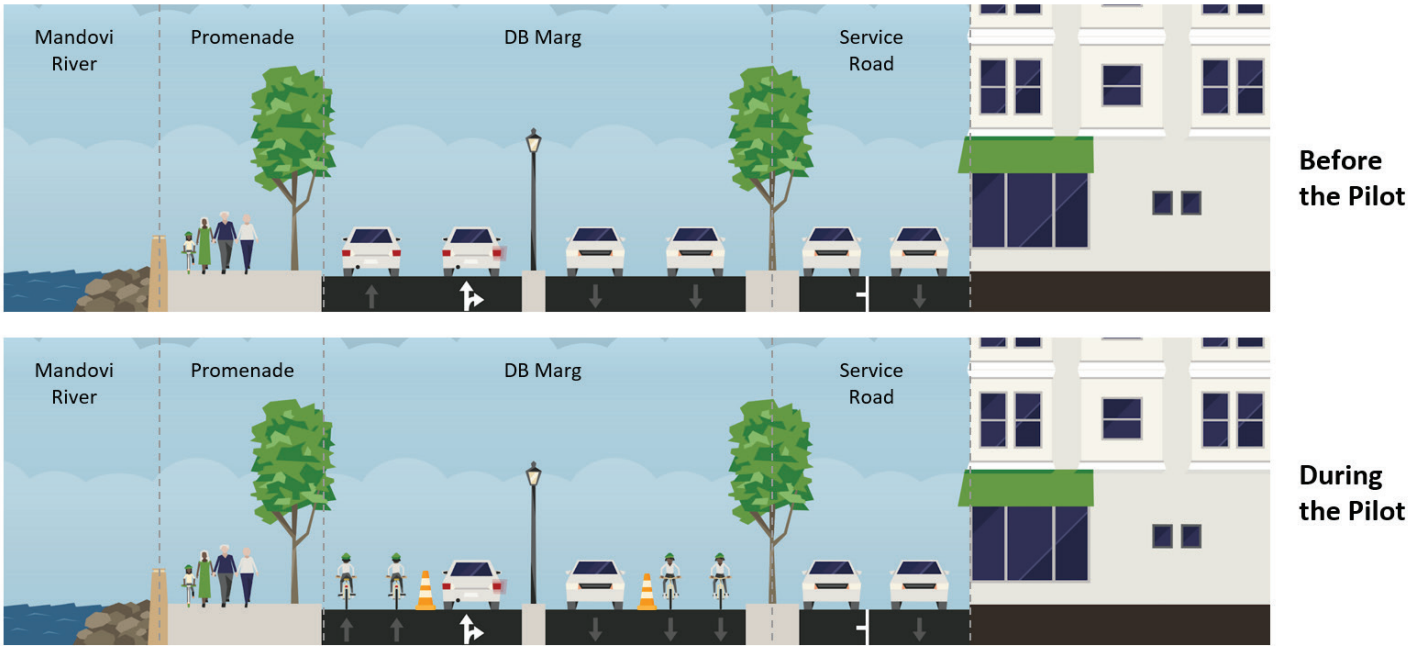 Mandovi
River
Promenade
DB Marg
Service
Road
Before
the Pilot
Mandovi
River
Promenade
DB Marg
Service
Road
During
the Pilot